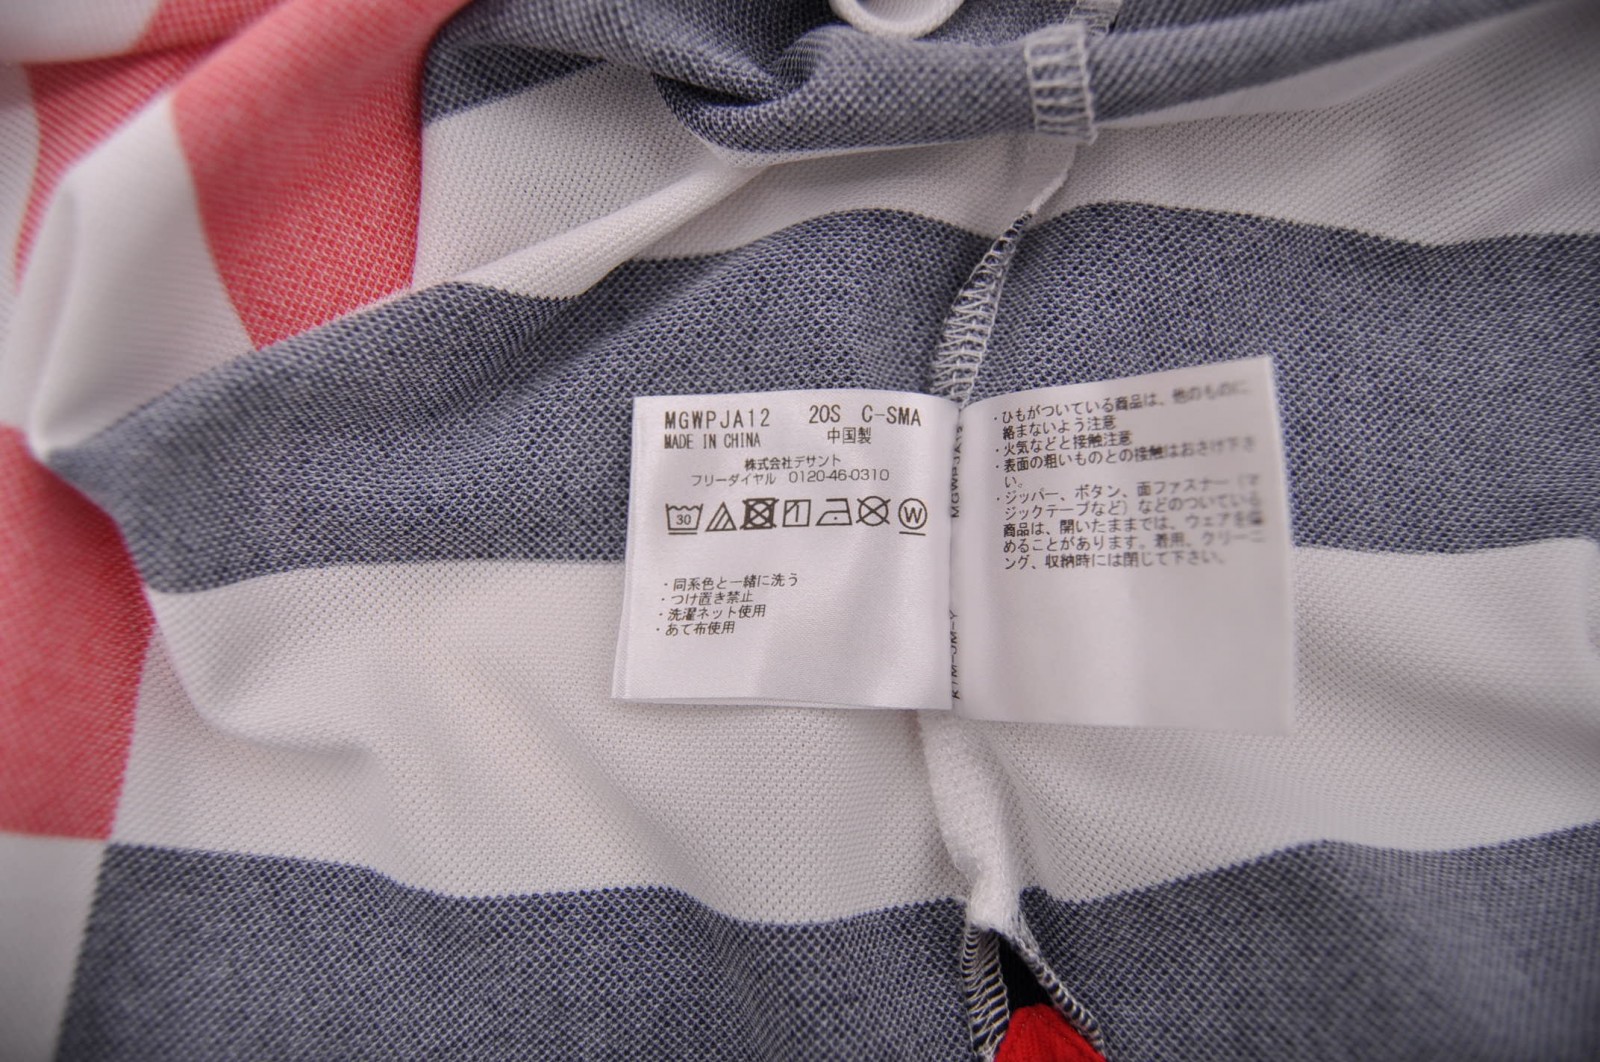 MGWPJA12 20S C-SMA
MADE IN CHINA 中国製
株式会社デサント
フリーダイヤル 0120-46-0310
30
W
・同系色と一緒に洗う
・つけ置き禁止
・洗濯ネット使用
・あて布使用
MGWPJA12
・ひもがついている商品は、他のものに
絡まないよう注意
・火気などと接触注意
・表面の粗いものとの接触はおさけ下さ
い。
・ジッパー、ボタン、面ファスナー（マ
ジックテープなど）などのついている
商品は、開いたままでは、ウェアを傷
めることがあります。着用、クリーニ
ング、収納時には閉じて下さい。